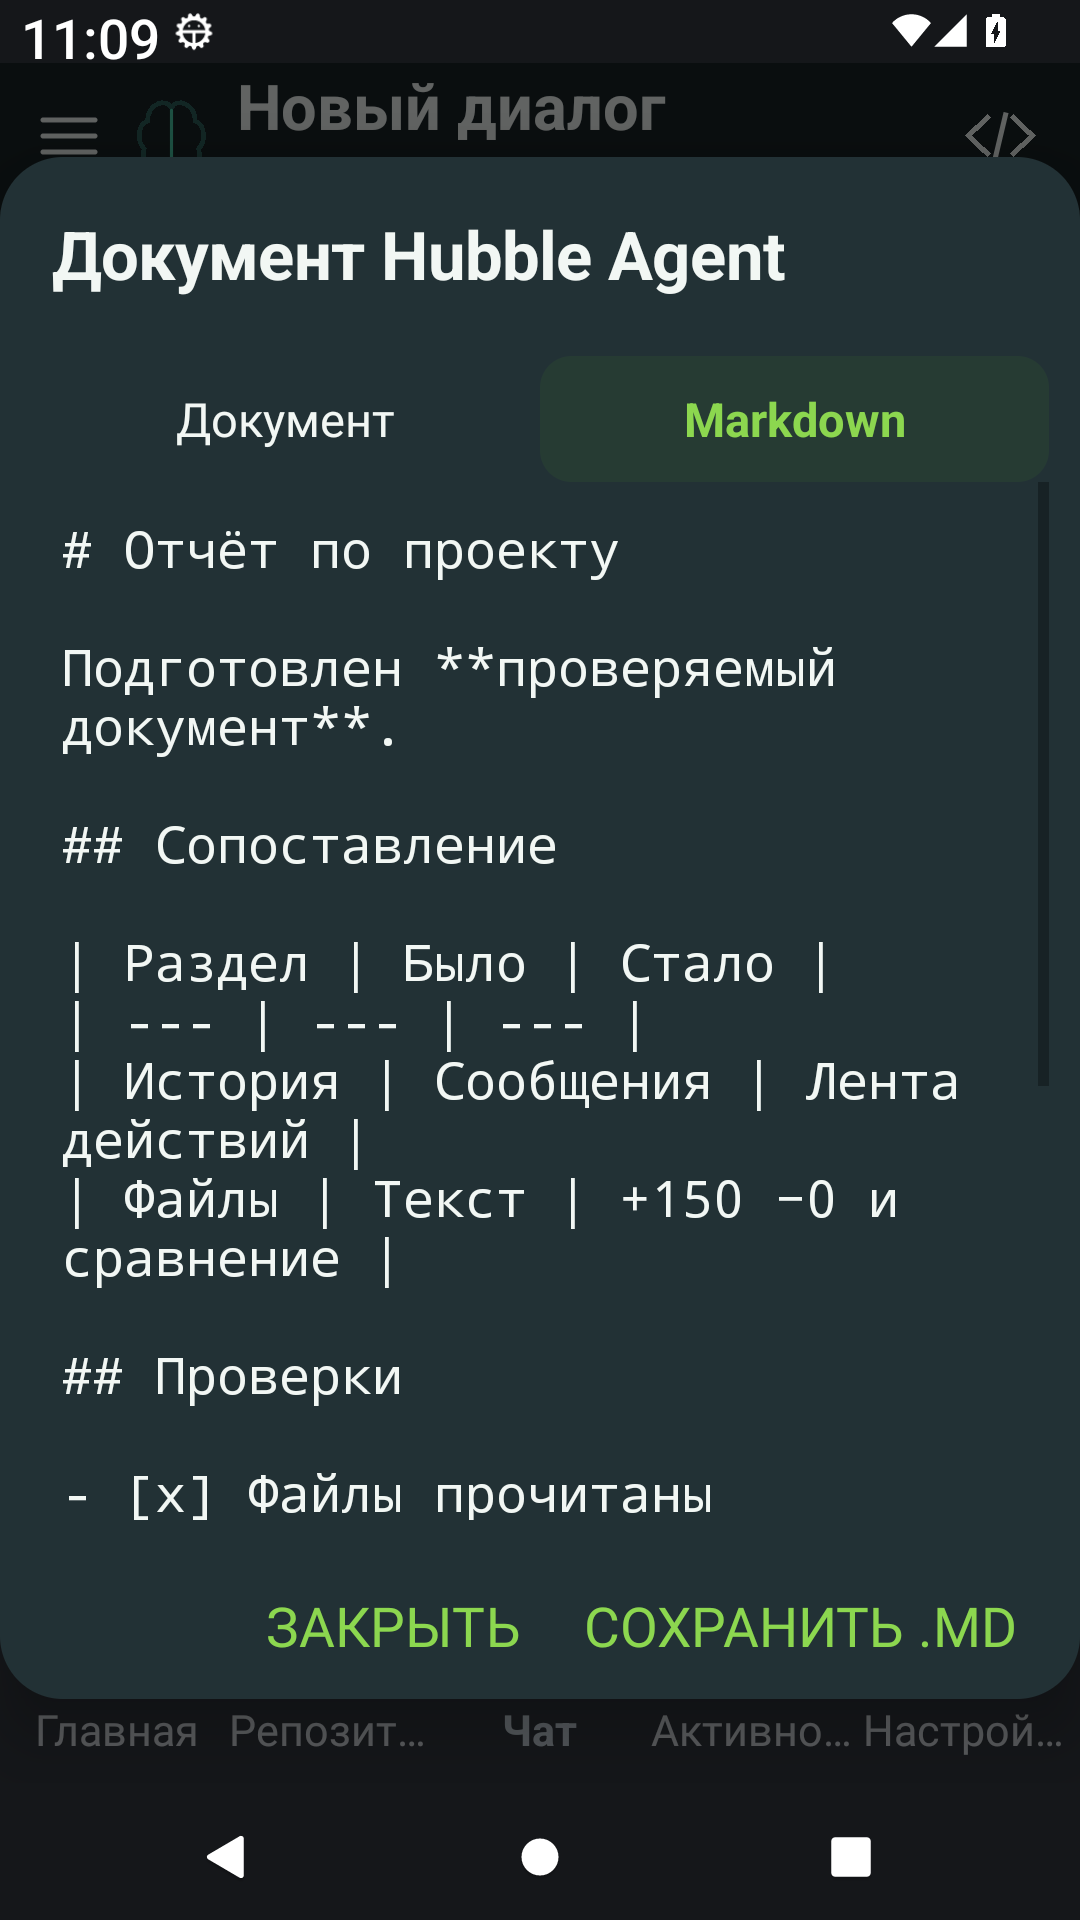 11:09
Новый диалог
Документ Hubble Agent
Документ
Markdown
# Отчёт по проекту
Подготовлен **проверяемый
документ**.
## Сопоставление
| Раздел | Было | Стало |
| --- | --- | --- |
| История | Сообщения | Лента
действий |
| Файлы | Текст | +150 −0 и
сравнение |
## Проверки
- [x] Файлы прочитаны
ЗАКРЫТЬ
СОХРАНИТЬ .MD
Главная
Репозит…
Чат
Активно…
Настрой…